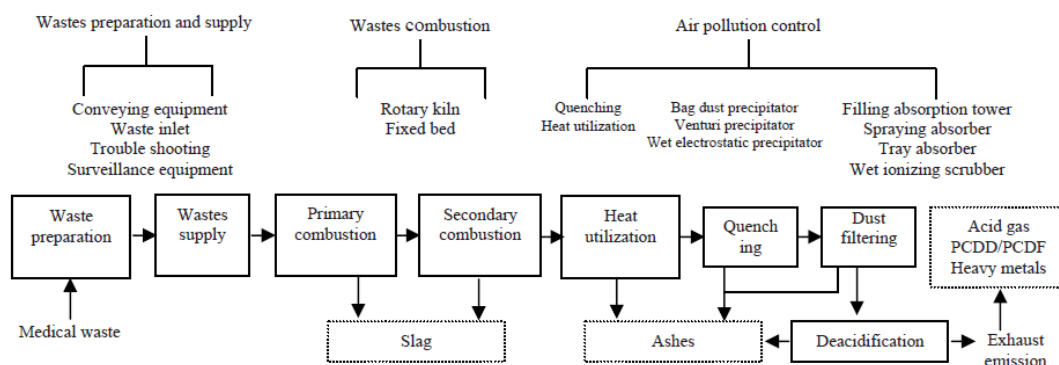 Wastes preparation and supply
Wastes combustion
Air pollution control
Conveying equipment
Waste inlet
Trouble shooting
Surveillance equipment
Rotary kiln
Fixed bed
Quenching
Heat utilization
Bag dust precipitator
Venturi precipitator
Wet electrostatic precipitator
Filling absorption tower
Spraying absorber
Tray absorber
Wet ionizing scrubber
Waste
preparation
Wastes
supply
Primary
combustion
Secondary
combustion
Heat
utilization
Quench
ing
Dust
filtering
Acid gas
PCDD/PCDF
Heavy metals
Medical waste
Slag
Ashes
Deacidification
Exhaust
emission